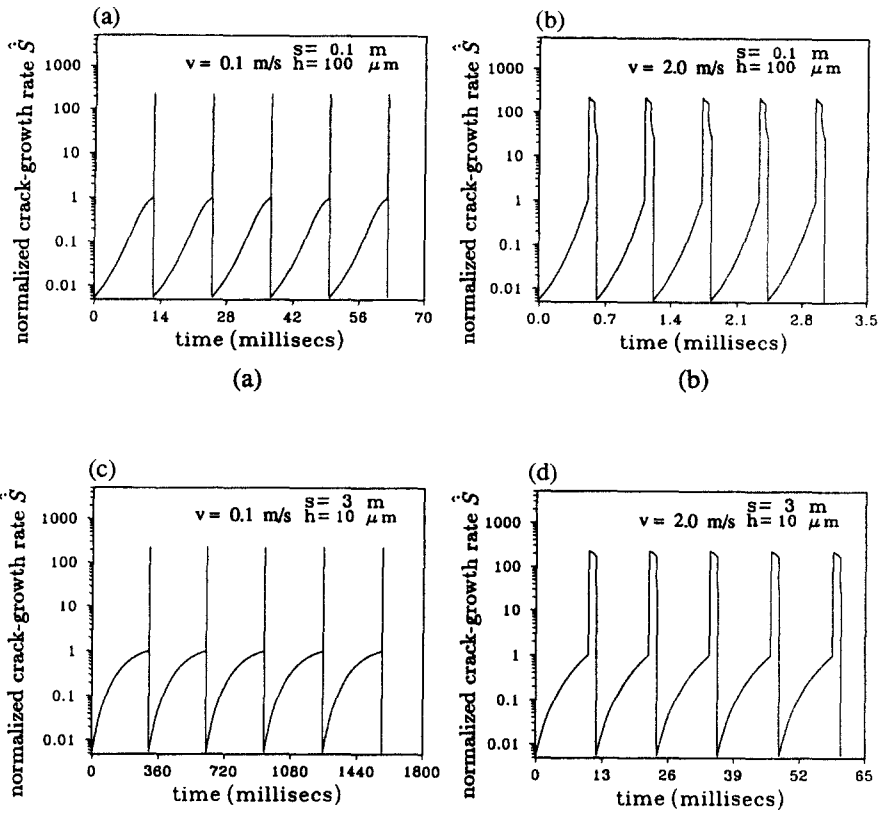 (a)
s= 0.1 m
v= 0.1 m/s h= 100 μm
normalized crack-growth rate Ṡ̂
1000
100
10
1
0.1
0.01
0 14 28 42 56 70
time (millisecs)
(a)
(b)
s= 0.1 m
v= 2.0 m/s h= 100 μm
normalized crack-growth rate Ṡ̂
1000
100
10
1
0.1
0.01
0.0 0.7 1.4 2.1 2.8 3.5
time (millisecs)
(b)
(c)
s= 3 m
v= 0.1 m/s h= 10 μm
normalized crack-growth rate Ṡ̂
1000
100
10
1
0.1
0.01
0 360 720 1080 1440 1800
time (millisecs)
(d)
s= 3 m
v= 2.0 m/s h= 10 μm
normalized crack-growth rate Ṡ̂
1000
100
10
1
0.1
0.01
0 13 26 39 52 65
time (millisecs)